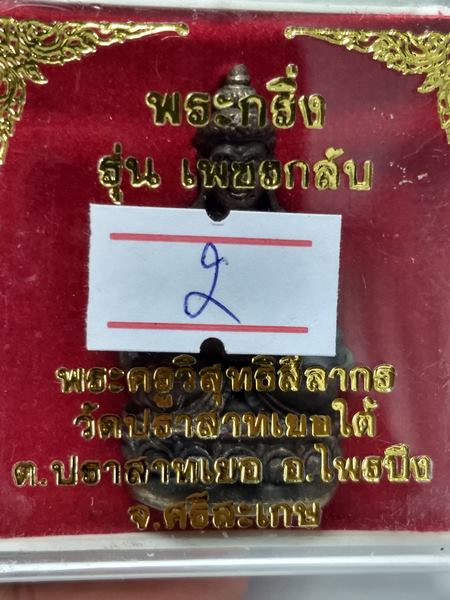 พระกริ่ง
รุ่น เพชรกลับ
2
พระครูวิสุทธิสีลากร
วัดปราสาทเยอใต้
ต.ปราสาทเยอ อ.ไพรบึง
จ.ศรีสะเกษ